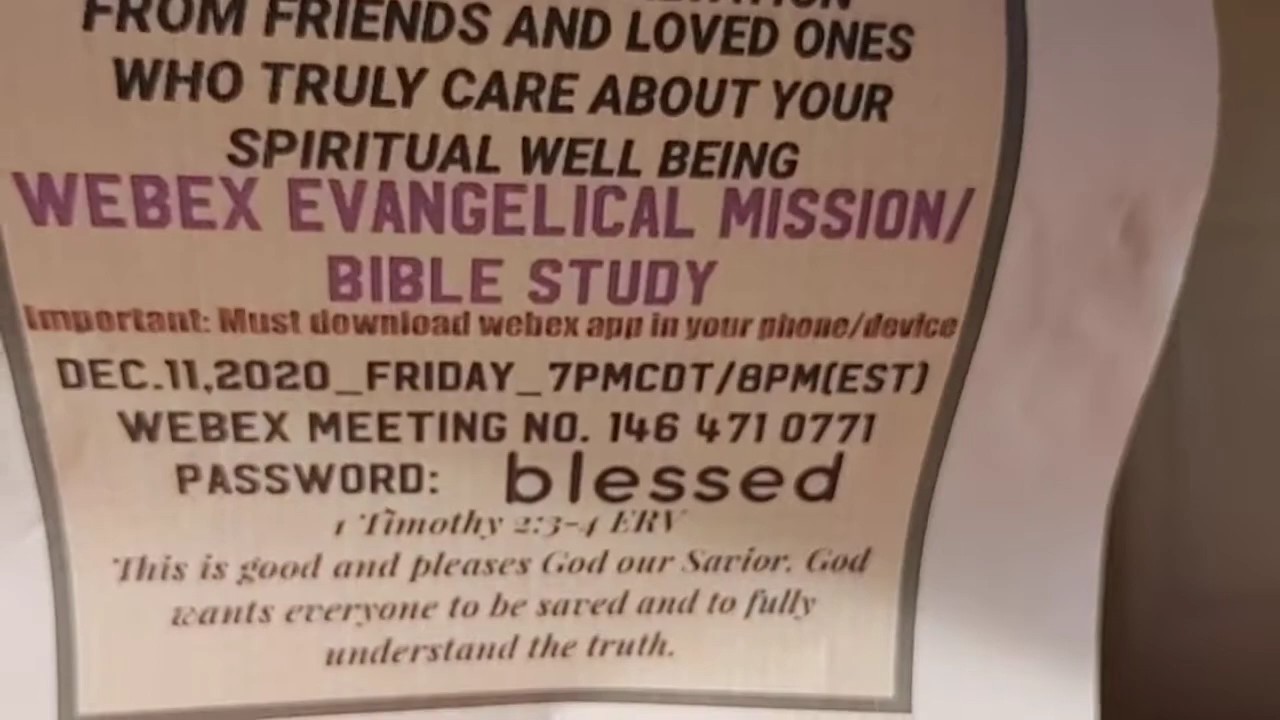 FROM FRIENDS AND LOVED ONES
WHO TRULY CARE ABOUT YOUR
SPIRITUAL WELL BEING
WEBEX EVANGELICAL MISSION/
BIBLE STUDY
Important: Must download webex app in your phone/device
DEC.11,2020_FRIDAY_7PMCDT/8PM(EST)
WEBEX MEETING NO. 146 471 0771
PASSWORD: blessed
1 Timothy 2:3-4 ERV
This is good and pleases God our Savior. God
wants everyone to be saved and to fully
understand the truth.